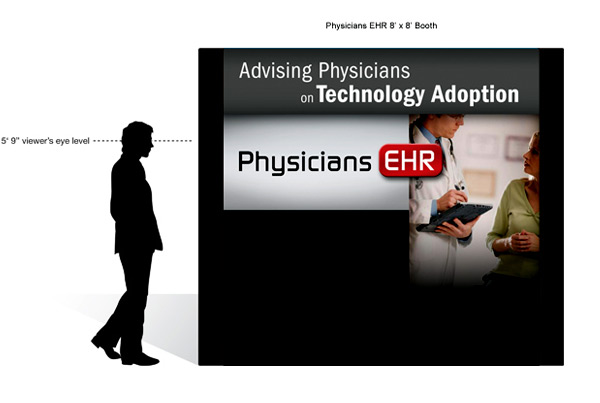 Physicians EHR 8' x 8' Booth
Advising Physicians
on Technology Adoption
5' 9" viewer's eye level
Physicians EHR